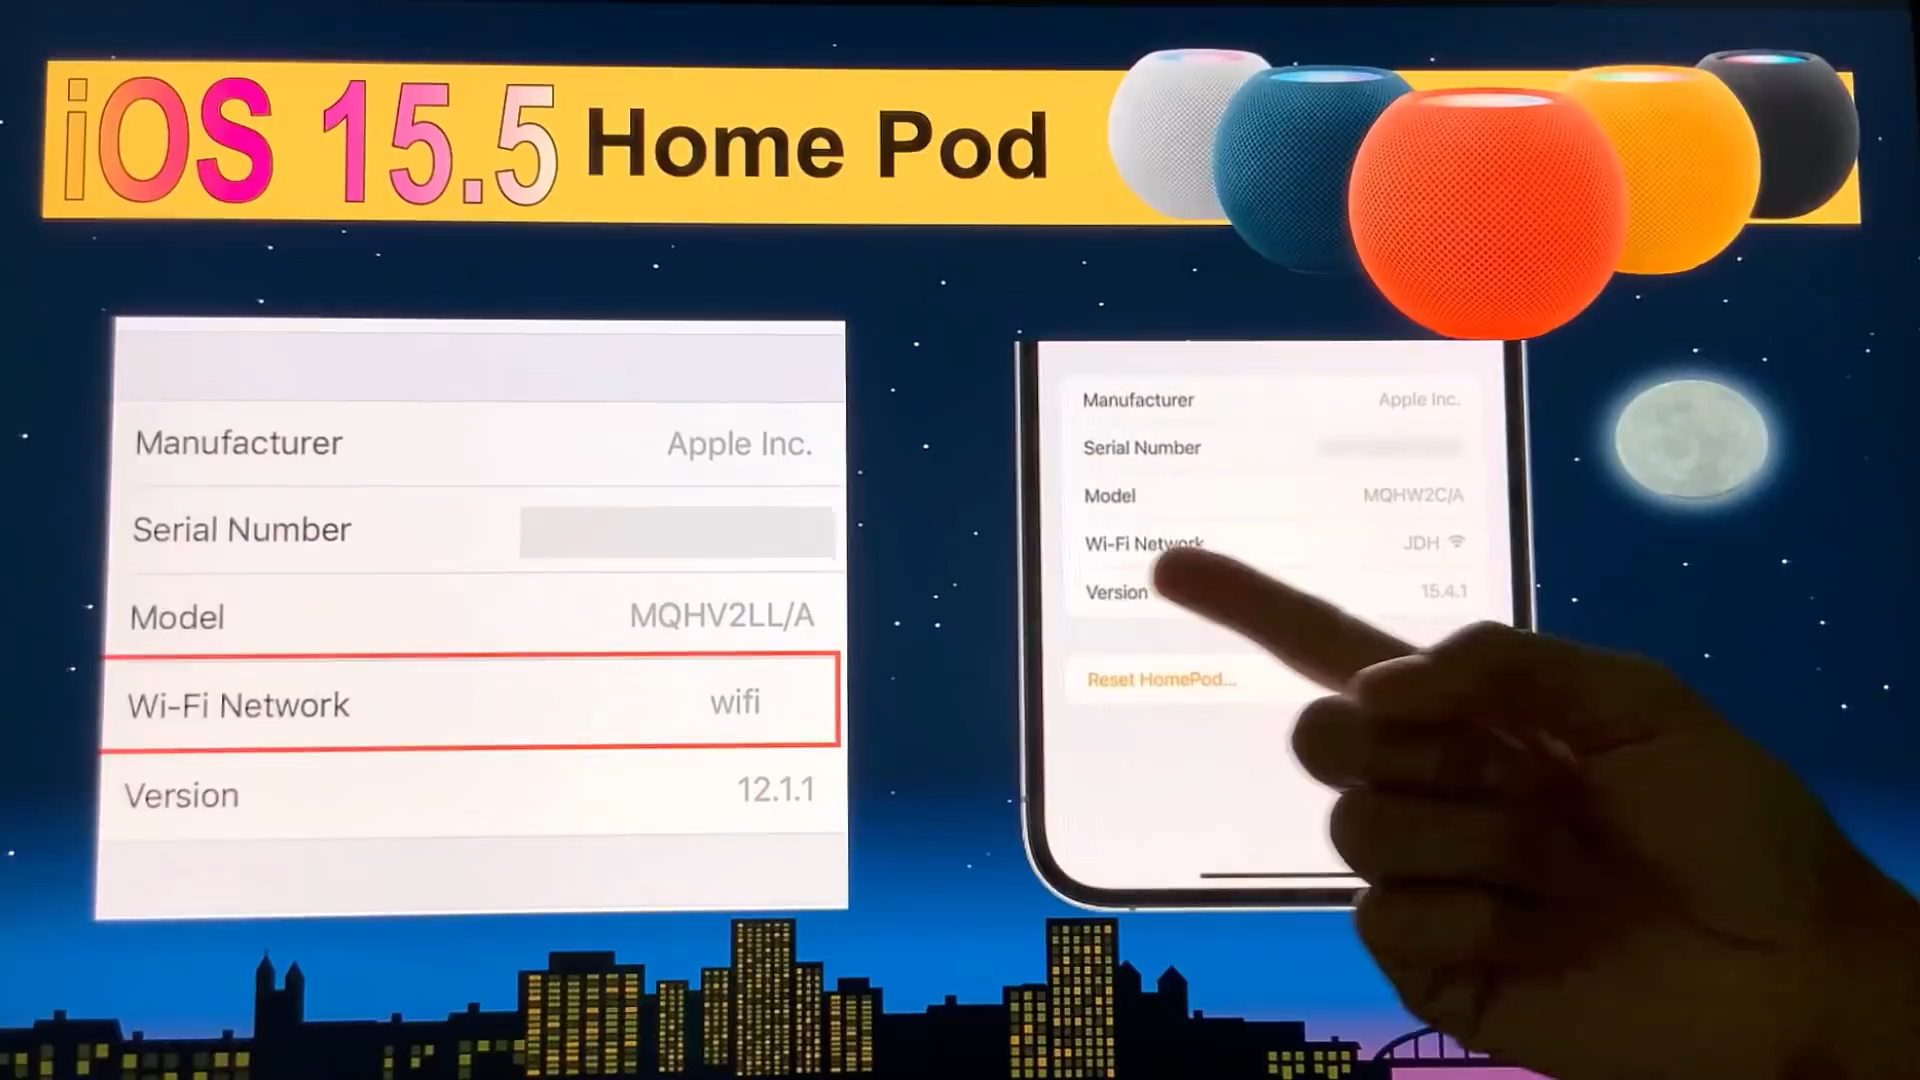 iOS 15.5 Home Pod
Manufacturer Apple Inc.
Serial Number
Model MQHV2LL/A
Wi-Fi Network wifi
Version 12.1.1
Manufacturer Apple Inc.
Serial Number
Model MQHW2C/A
Wi-Fi Network JDH
Version 15.4.1
Reset HomePod...